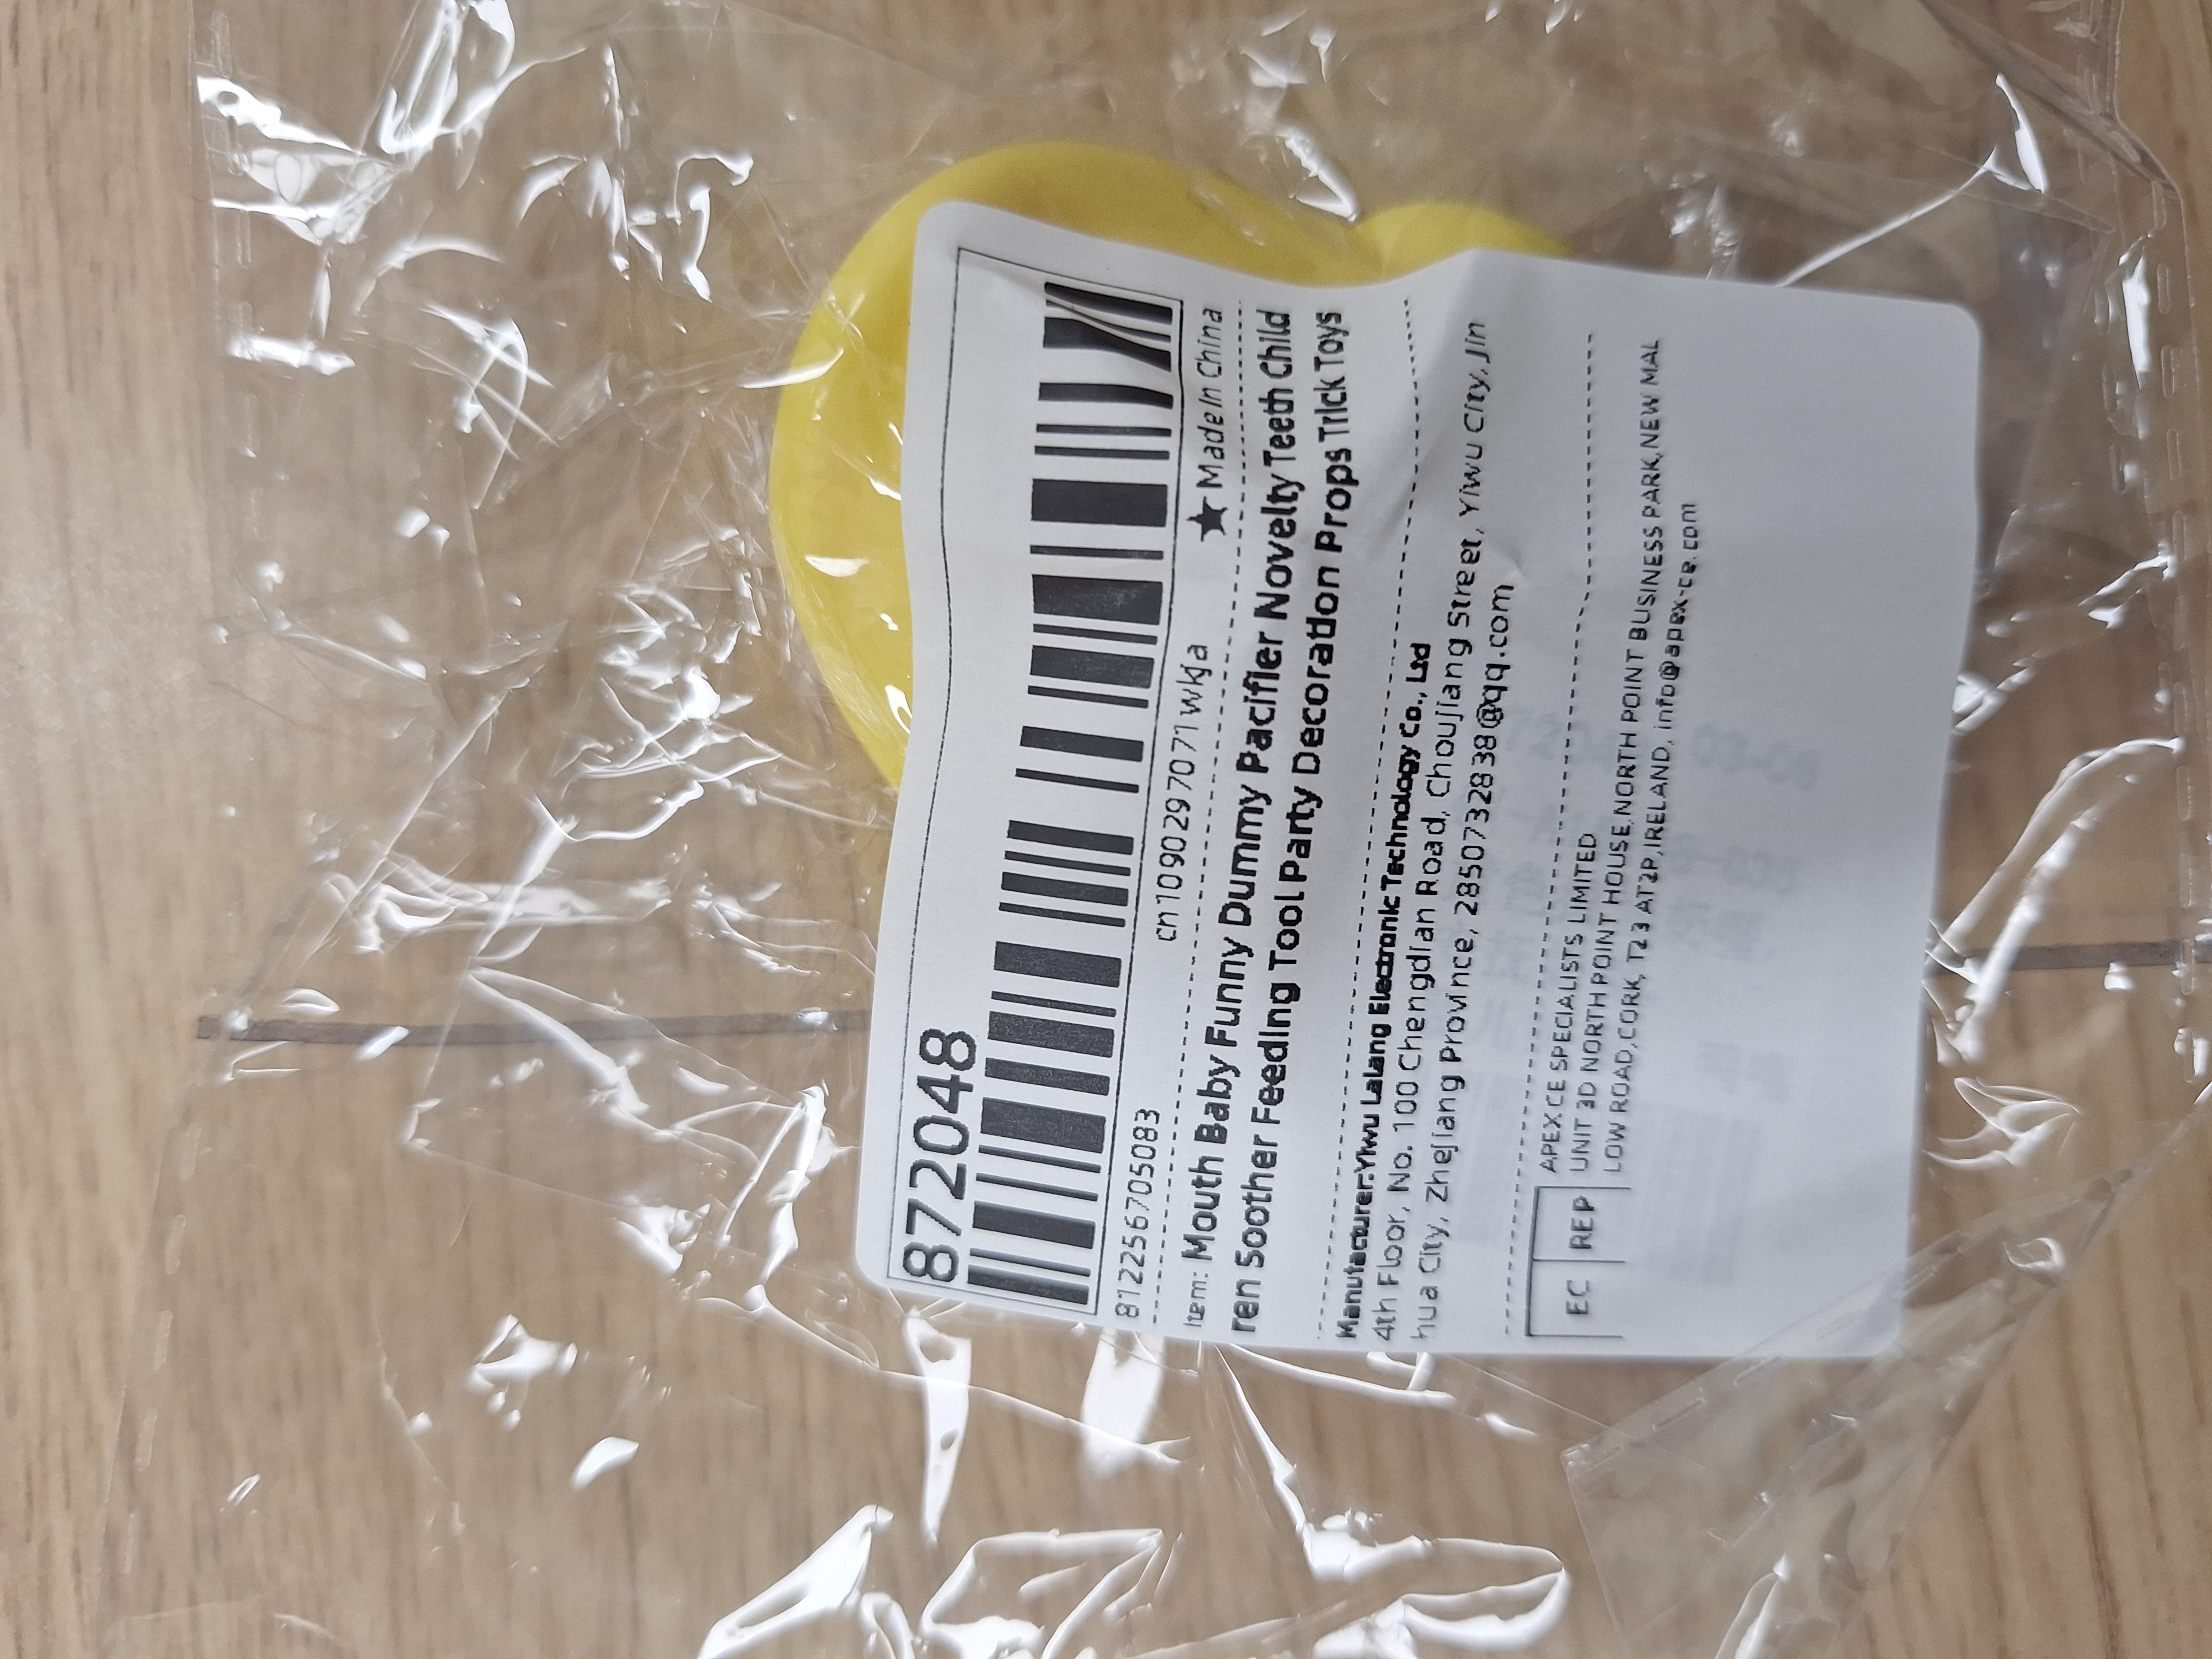 872048
812256705083
cn1090297071wkja
★ Made In China
Item: Mouth Baby Funny Dummy Pacifier Novelty Teeth Child
ren Soother Feeding Tool Party Decoration Props Trick Toys
Manufacturer:Yiwu Lalang Electronic Technology Co., Ltd
4th Floor, No. 100 Chengdian Road, Choujiang Street, Yiwu City, Jin
hua City, Zhejiang Province, 2850732838@qq.com
EC REP
APEX CE SPECIALISTS LIMITED
UNIT 3D NORTH POINT HOUSE,NORTH POINT BUSINESS PARK,NEW MAL
LOW ROAD,CORK, T23 AT2P,IRELAND, info@apex-ce.com